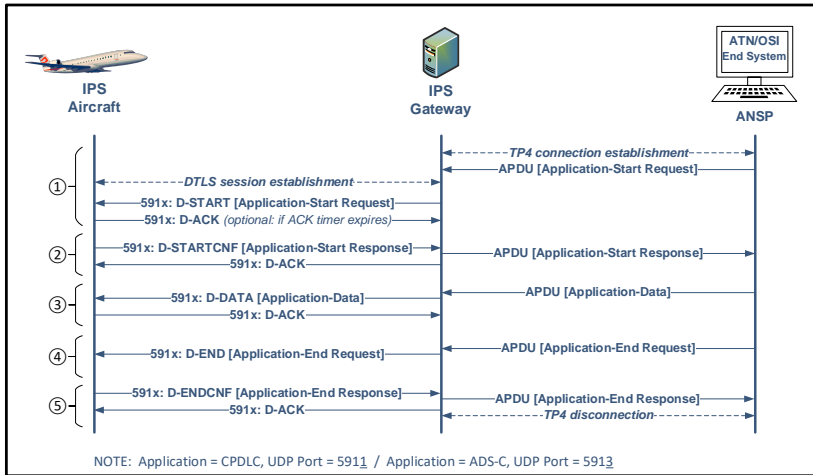 ATN/OSI
End System
IPS
Aircraft
IPS
Gateway
ANSP
TP4 connection establishment
APDU [Application-Start Request]
1
DTLS session establishment
591x: D-START [Application-Start Request]
591x: D-ACK (optional: if ACK timer expires)
2
591x: D-STARTCNF [Application-Start Response]
APDU [Application-Start Response]
591x: D-ACK
3
591x: D-DATA [Application-Data]
APDU [Application-Data]
591x: D-ACK
4
591x: D-END [Application-End Request]
APDU [Application-End Request]
5
591x: D-ENDCNF [Application-End Response]
APDU [Application-End Response]
591x: D-ACK
TP4 disconnection
NOTE: Application = CPDLC, UDP Port = 5911 / Application = ADS-C, UDP Port = 5913